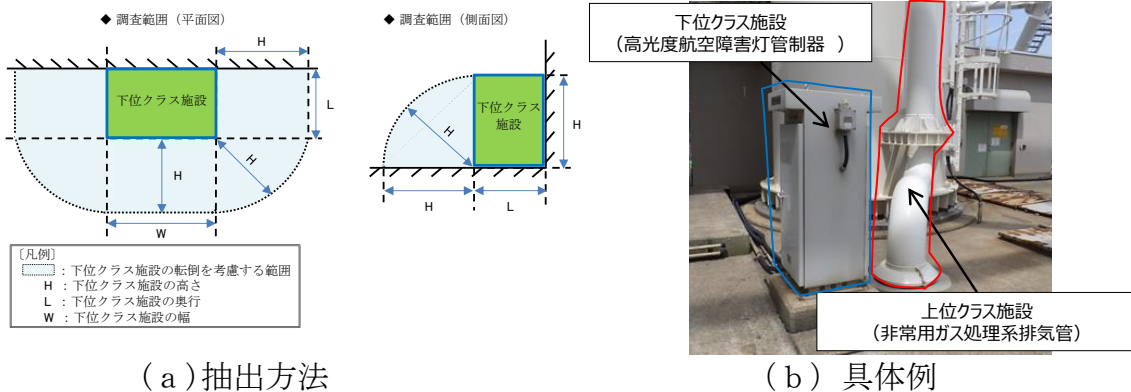 ◆ 調査範囲（平面図）
H
下位クラス施設
L
H
H
W
◆ 調査範囲（側面図）
下位クラス
施設
H
H
H
L
〔凡例〕
：下位クラス施設の転倒を考慮する範囲
H ：下位クラス施設の高さ
L ：下位クラス施設の奥行
W ：下位クラス施設の幅
(a)抽出方法
下位クラス施設
（高光度航空障害灯管制器 ）
上位クラス施設
（非常用ガス処理系排気管）
(b) 具体例